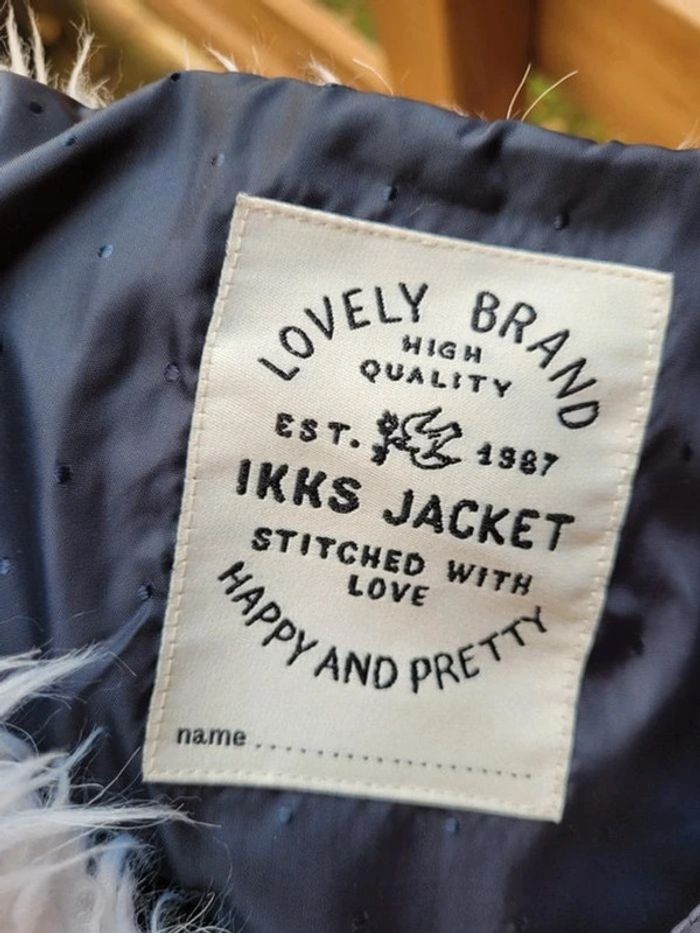 LOVELY BRAND
HIGH
QUALITY
EST. 1987
IKKS JACKET
STITCHED WITH
LOVE
HAPPY AND PRETTY
name ..................